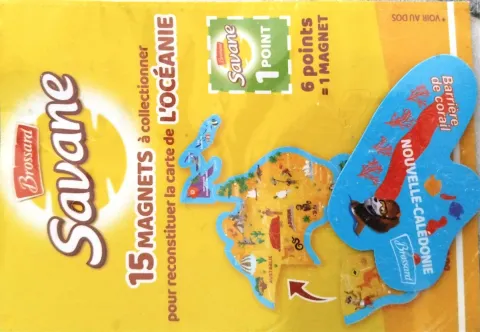 Brossard
Savane
15 MAGNETS à collectionner
pour reconstituer la carte de L'OCÉANIE
Brossard
Savane
1 POINT
6 points
= 1 MAGNET
* VOIR AU DOS
Barrière
de corail
NOUVELLE-CALÉDONIE
Brossard